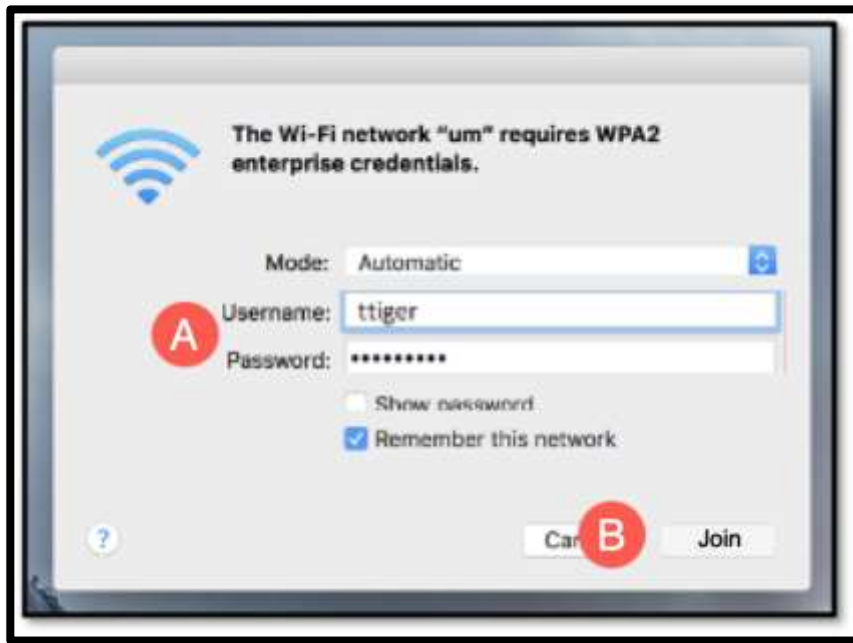 The Wi-Fi network “um” requires WPA2
enterprise credentials.
Mode: Automatic
A
Username: ttiger
Password: •••••••••
Show password
Remember this network
?
Can
B
Join